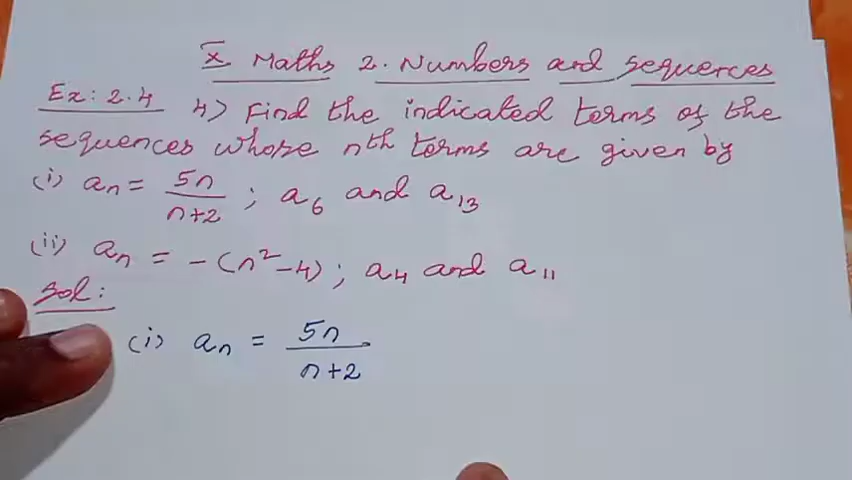 X Maths 2. Numbers and sequences
Ex: 2.4 4) Find the indicated terms of the
sequences whose nth terms are given by
(i) aₙ = 5n/(n+2) ; a₆ and a₁₃
(ii) aₙ = -(n²-4) ; a₄ and a₁₁
Sol:
(i) aₙ = 5n/(n+2)